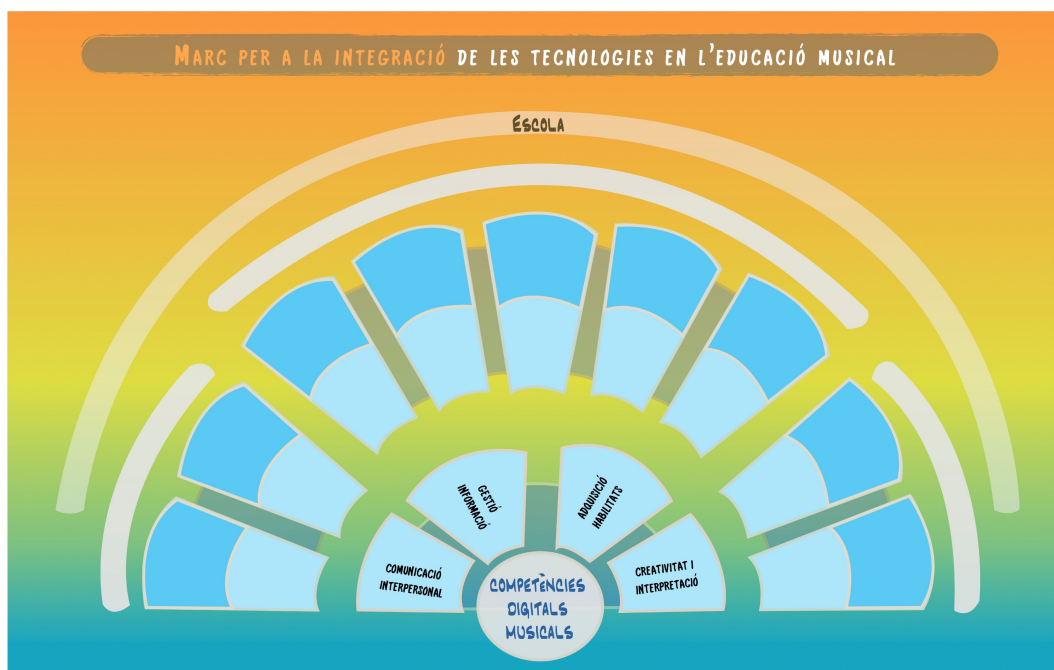 Marc per a la integració de les tecnologies en l'educació musical
Escola
Gestió
informació
Adquisició
habilitats
Comunicació
interpersonal
Creativitat i
interpretació
Competències
digitals
musicals